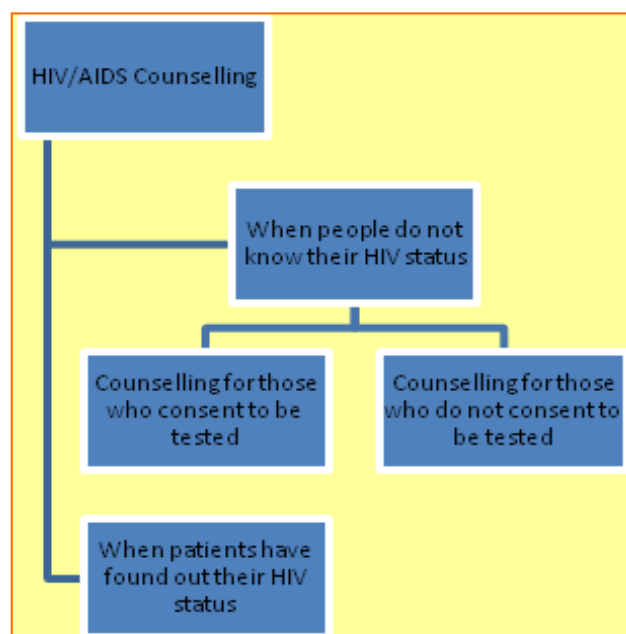 HIV/AIDS Counselling
When people do not
know their HIV status
Counselling for those
who consent to be
tested
Counselling for those
who do not consent to
be tested
When patients have
found out their HIV
status